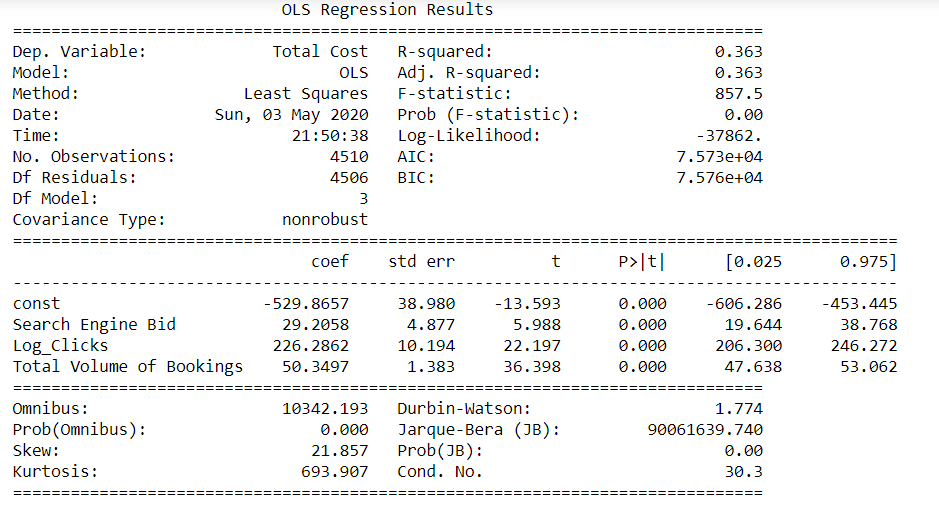 OLS Regression Results
==============================================================================
Dep. Variable:             Total Cost   R-squared:                       0.363
Model:                            OLS   Adj. R-squared:                  0.363
Method:                 Least Squares   F-statistic:                     857.5
Date:                Sun, 03 May 2020   Prob (F-statistic):               0.00
Time:                        21:50:38   Log-Likelihood:                -37862.
No. Observations:                4510   AIC:                         7.573e+04
Df Residuals:                    4506   BIC:                         7.576e+04
Df Model:                           3
Covariance Type:            nonrobust
============================================================================================
                               coef    std err          t      P>|t|      [0.025      0.975]
--------------------------------------------------------------------------------------------
const                     -529.8657     38.980    -13.593      0.000    -606.286    -453.445
Search Engine Bid           29.2058      4.877      5.988      0.000      19.644      38.768
Log_Clicks                 226.2862     10.194     22.197      0.000     206.300     246.272
Total Volume of Bookings    50.3497      1.383     36.398      0.000      47.638      53.062
==============================================================================
Omnibus:                    10342.193   Durbin-Watson:                   1.774
Prob(Omnibus):                  0.000   Jarque-Bera (JB):         90061639.740
Skew:                          21.857   Prob(JB):                         0.00
Kurtosis:                     693.907   Cond. No.                         30.3
==============================================================================